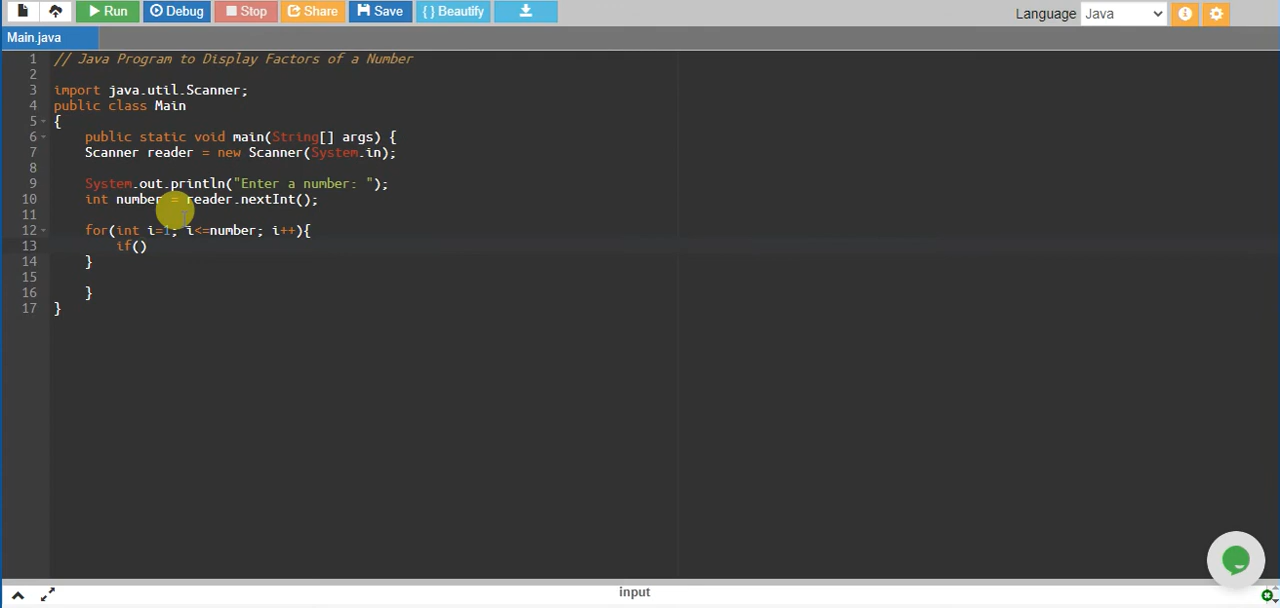 Run Debug Stop Share Save { } Beautify Language Java
Main.java
1 // Java Program to Display Factors of a Number
2
3 import java.util.Scanner;
4 public class Main
5 {
6 public static void main(String[] args) {
7 Scanner reader = new Scanner(System.in);
8
9 System.out.println("Enter a number: ");
10 int number = reader.nextInt();
11
12 for(int i=1; i<=number; i++){
13 if()
14 }
15
16 }
17 }
input